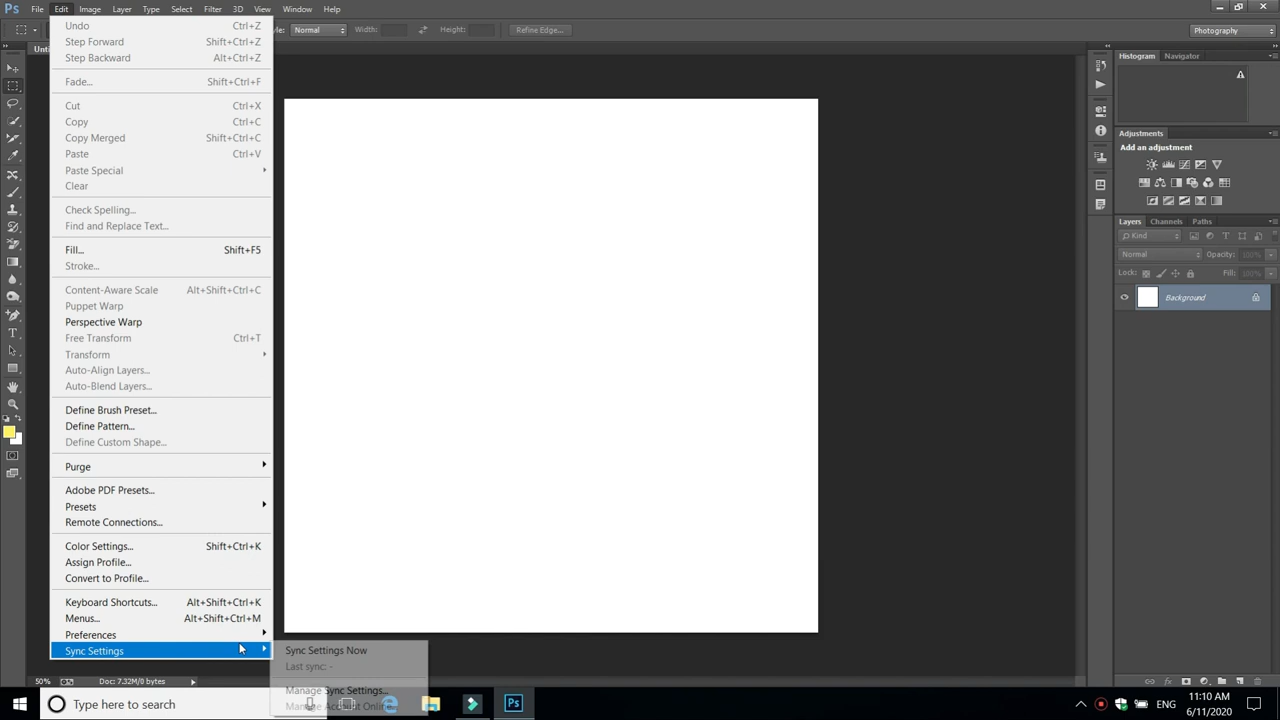 Ps File Edit Image Layer Type Select Filter 3D View Window Help
Style: Normal Width: Height: Refine Edge... Photography
Undo Ctrl+Z
Step Forward Shift+Ctrl+Z
Step Backward Alt+Ctrl+Z
Fade... Shift+Ctrl+F
Cut Ctrl+X
Copy Ctrl+C
Copy Merged Shift+Ctrl+C
Paste Ctrl+V
Paste Special
Clear
Check Spelling...
Find and Replace Text...
Fill... Shift+F5
Stroke...
Content-Aware Scale Alt+Shift+Ctrl+C
Puppet Warp
Perspective Warp
Free Transform Ctrl+T
Transform
Auto-Align Layers...
Auto-Blend Layers...
Define Brush Preset...
Define Pattern...
Define Custom Shape...
Purge
Adobe PDF Presets...
Presets
Remote Connections...
Color Settings... Shift+Ctrl+K
Assign Profile...
Convert to Profile...
Keyboard Shortcuts... Alt+Shift+Ctrl+K
Menus... Alt+Shift+Ctrl+M
Preferences
Sync Settings
Sync Settings Now
Last sync: -
Manage Sync Settings...
Manage Account Online...
Histogram Navigator
Adjustments
Add an adjustment
Layers Channels Paths
Kind
Normal Opacity: 100%
Lock: Fill: 100%
Background
50% Doc: 7.32M/0 bytes
Type here to search
Ps
ENG
11:10 AM
6/11/2020